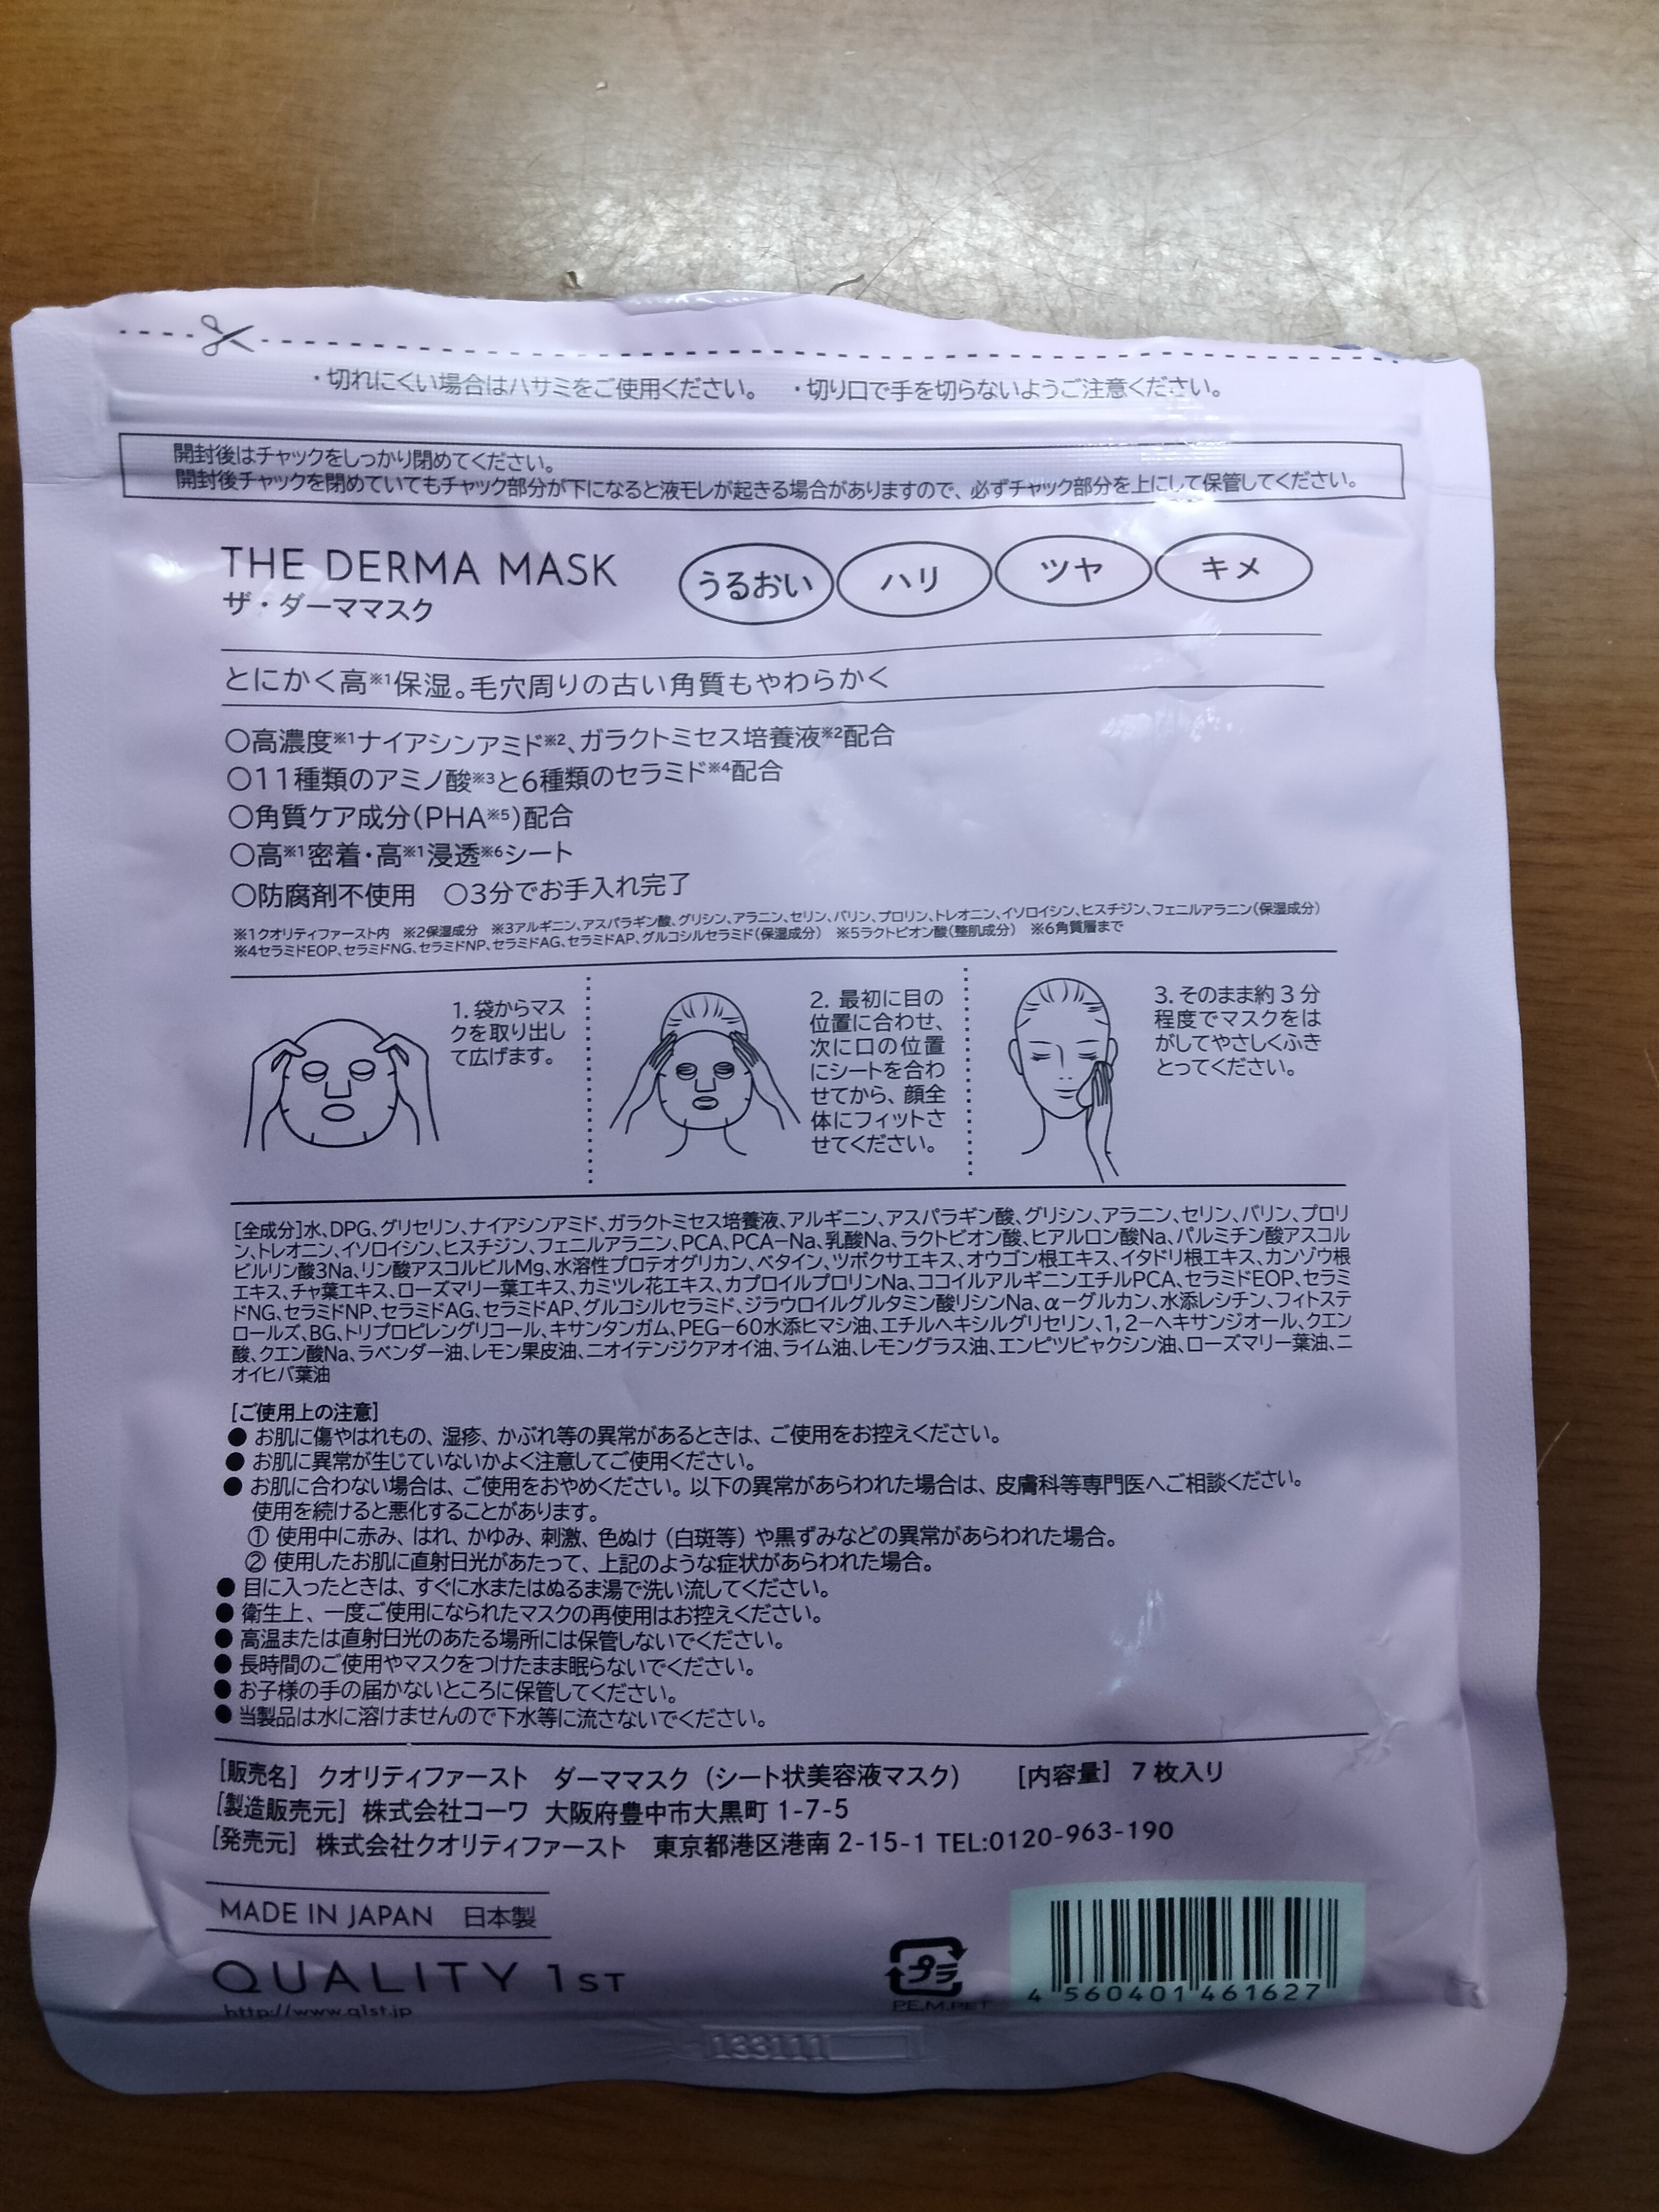 ・切れにくい場合はハサミをご使用ください。 ・切り口で手を切らないようご注意ください。
開封後はチャックをしっかり閉めてください。
開封後チャックを閉めていてもチャック部分が下になると液モレが起きる場合がありますので、必ずチャック部分を上にして保管してください。
THE DERMA MASK
ザ・ダーママスク
うるおい ハリ ツヤ キメ
とにかく高※1保湿。毛穴周りの古い角質もやわらかく
○高濃度※1ナイアシンアミド※2、ガラクトミセス培養液※2配合
○11種類のアミノ酸※3と6種類のセラミド※4配合
○角質ケア成分(PHA※5)配合
○高※1密着・高※1浸透※6シート
○防腐剤不使用 ○3分でお手入れ完了
※1クオリティファースト内 ※2保湿成分 ※3アルギニン、アスパラギン酸、グリシン、アラニン、セリン、バリン、プロリン、トレオニン、イソロイシン、ヒスチジン、フェニルアラニン(保湿成分)
※4セラミドEOP、セラミドNG、セラミドNP、セラミドAG、セラミドAP、グルコシルセラミド(保湿成分) ※5ラクトビオン酸(整肌成分) ※6角質層まで
1. 袋からマス
クを取り出し
て広げます。
2. 最初に目の
位置に合わせ、
次に口の位置
にシートを合わ
せてから、顔全
体にフィットさ
せてください。
3. そのまま約3分
程度でマスクをは
がしてやさしくふき
とってください。
[全成分]水、DPG、グリセリン、ナイアシンアミド、ガラクトミセス培養液、アルギニン、アスパラギン酸、グリシン、アラニン、セリン、バリン、プロリ
ン、トレオニン、イソロイシン、ヒスチジン、フェニルアラニン、PCA、PCA-Na、乳酸Na、ラクトビオン酸、ヒアルロン酸Na、パルミチン酸アスコル
ビルリン酸3Na、リン酸アスコルビルMg、水溶性プロテオグリカン、ベタイン、ツボクサエキス、オウゴン根エキス、イタドリ根エキス、カンゾウ根
エキス、チャ葉エキス、ローズマリー葉エキス、カミツレ花エキス、カプロイルプロリンNa、ココイルアルギニンエチルPCA、セラミドEOP、セラミ
ドNG、セラミドNP、セラミドAG、セラミドAP、グルコシルセラミド、ジラウロイルグルタミン酸リシンNa、α-グルカン、水添レシチン、フィトステ
ロールズ、BG、トリプロピレングリコール、キサンタンガム、PEG-60水添ヒマシ油、エチルヘキシルグリセリン、1,2-ヘキサンジオール、クエン
酸、クエン酸Na、ラベンダー油、レモン果皮油、ニオイテンジクアオイ油、ライム油、レモングラス油、エンピツビャクシン油、ローズマリー葉油、ニ
オイヒバ葉油
[ご使用上の注意]
● お肌に傷やはれもの、湿疹、かぶれ等の異常があるときは、ご使用をお控えください。
● お肌に異常が生じていないかよく注意してご使用ください。
● お肌に合わない場合は、ご使用をおやめください。以下の異常があらわれた場合は、皮膚科等専門医へご相談ください。
使用を続けると悪化することがあります。
① 使用中に赤み、はれ、かゆみ、刺激、色ぬけ(白斑等)や黒ずみなどの異常があらわれた場合。
② 使用したお肌に直射日光があたって、上記のような症状があらわれた場合。
● 目に入ったときは、すぐに水またはぬるま湯で洗い流してください。
● 衛生上、一度ご使用になられたマスクの再使用はお控えください。
● 高温または直射日光のあたる場所には保管しないでください。
● 長時間のご使用やマスクをつけたまま眠らないでください。
● お子様の手の届かないところに保管してください。
● 当製品は水に溶けませんので下水等に流さないでください。
[販売名] クオリティファースト ダーママスク(シート状美容液マスク) [内容量] 7枚入り
[製造販売元] 株式会社コーワ 大阪府豊中市大黒町1-7-5
[発売元] 株式会社クオリティファースト 東京都港区港南2-15-1 TEL:0120-963-190
MADE IN JAPAN 日本製
QUALITY 1ST
http://www.q1st.jp
プラ
PE,M,PET
4 560401 461627
133111